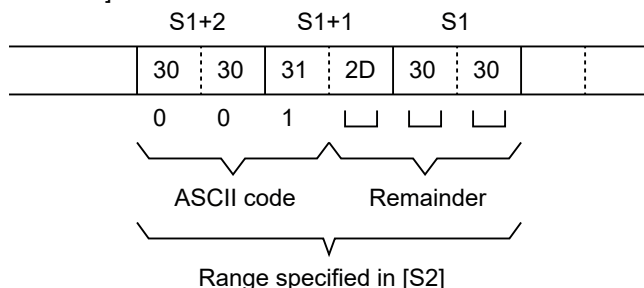 ]
S1+2 S1+1 S1
30 30 31 2D 30 30
0 0 1
ASCII code Remainder
Range specified in [S2]